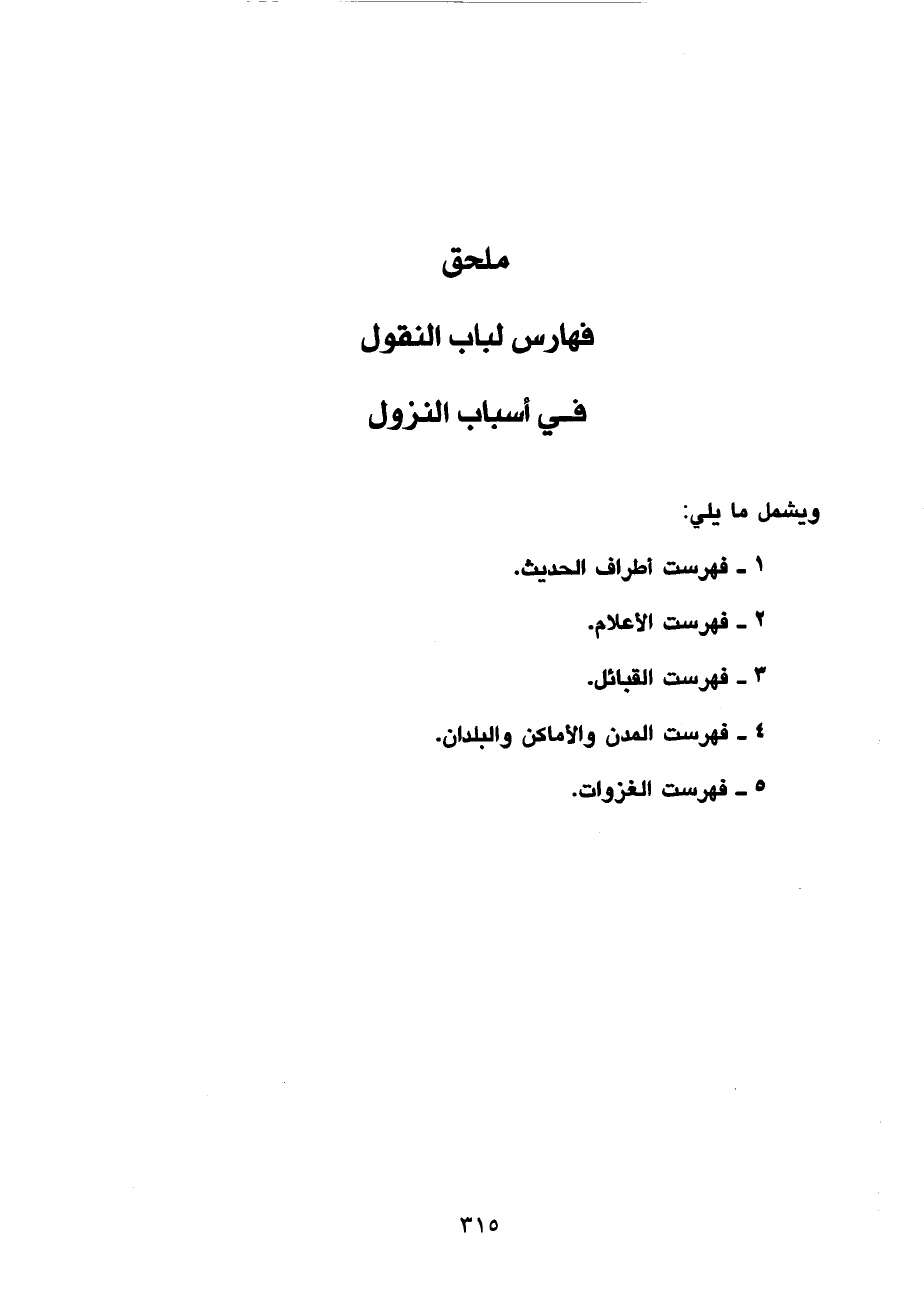 ملحق
فهارس لباب النقول
فـي أسباب النزول
ويشمل ما يلي:
١ ـ فهرست أطراف الحديث.
٢ ـ فهرست الأعلام.
٣ ـ فهرست القبائل.
٤ ـ فهرست المدن والأماكن والبلدان.
٥ ـ فهرست الغزوات.
٣١٥